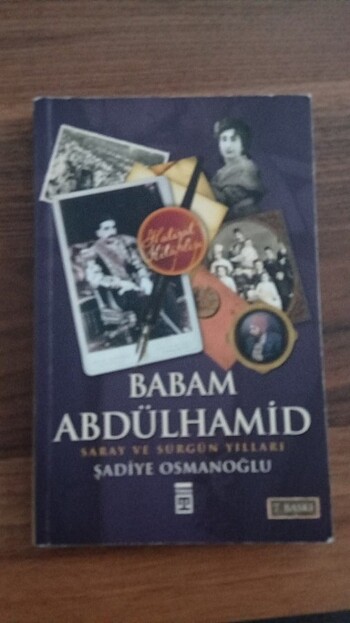 Hatırat
Kitaplığı
BABAM
ABDÜLHAMİD
SARAY VE SÜRGÜN YILLARI
ŞADİYE OSMANOĞLU
7. BASKI